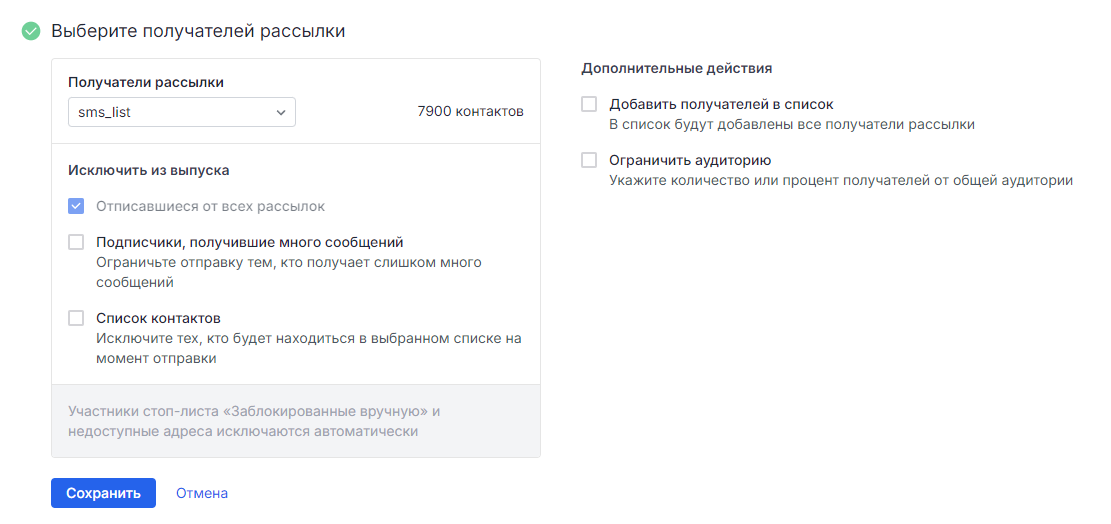 Выберите получателей рассылки
Получатели рассылки
sms_list
7900 контактов
Исключить из выпуска
Отписавшиеся от всех рассылок
Подписчики, получившие много сообщений
Ограничьте отправку тем, кто получает слишком много
сообщений
Список контактов
Исключите тех, кто будет находиться в выбранном списке на
момент отправки
Участники стоп-листа «Заблокированные вручную» и
недоступные адреса исключаются автоматически
Дополнительные действия
Добавить получателей в список
В список будут добавлены все получатели рассылки
Ограничить аудиторию
Укажите количество или процент получателей от общей аудитории
Сохранить
Отмена